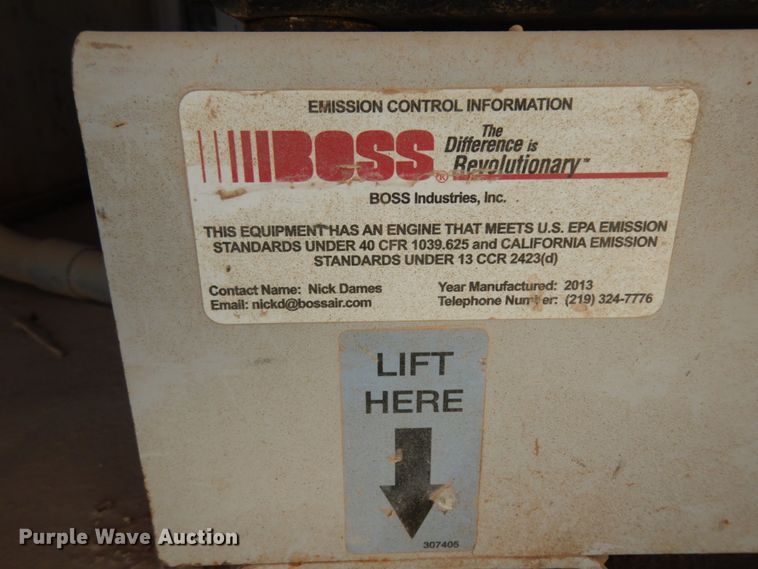 EMISSION CONTROL INFORMATION
BOSS®
The
Difference is
Revolutionary™
BOSS Industries, Inc.
THIS EQUIPMENT HAS AN ENGINE THAT MEETS U.S. EPA EMISSION
STANDARDS UNDER 40 CFR 1039.625 and CALIFORNIA EMISSION
STANDARDS UNDER 13 CCR 2423(d)
Contact Name: Nick Dames Year Manufactured: 2013
Email: nickd@bossair.com Telephone Number: (219) 324-7776
LIFT
HERE
307405
Purple Wave Auction®